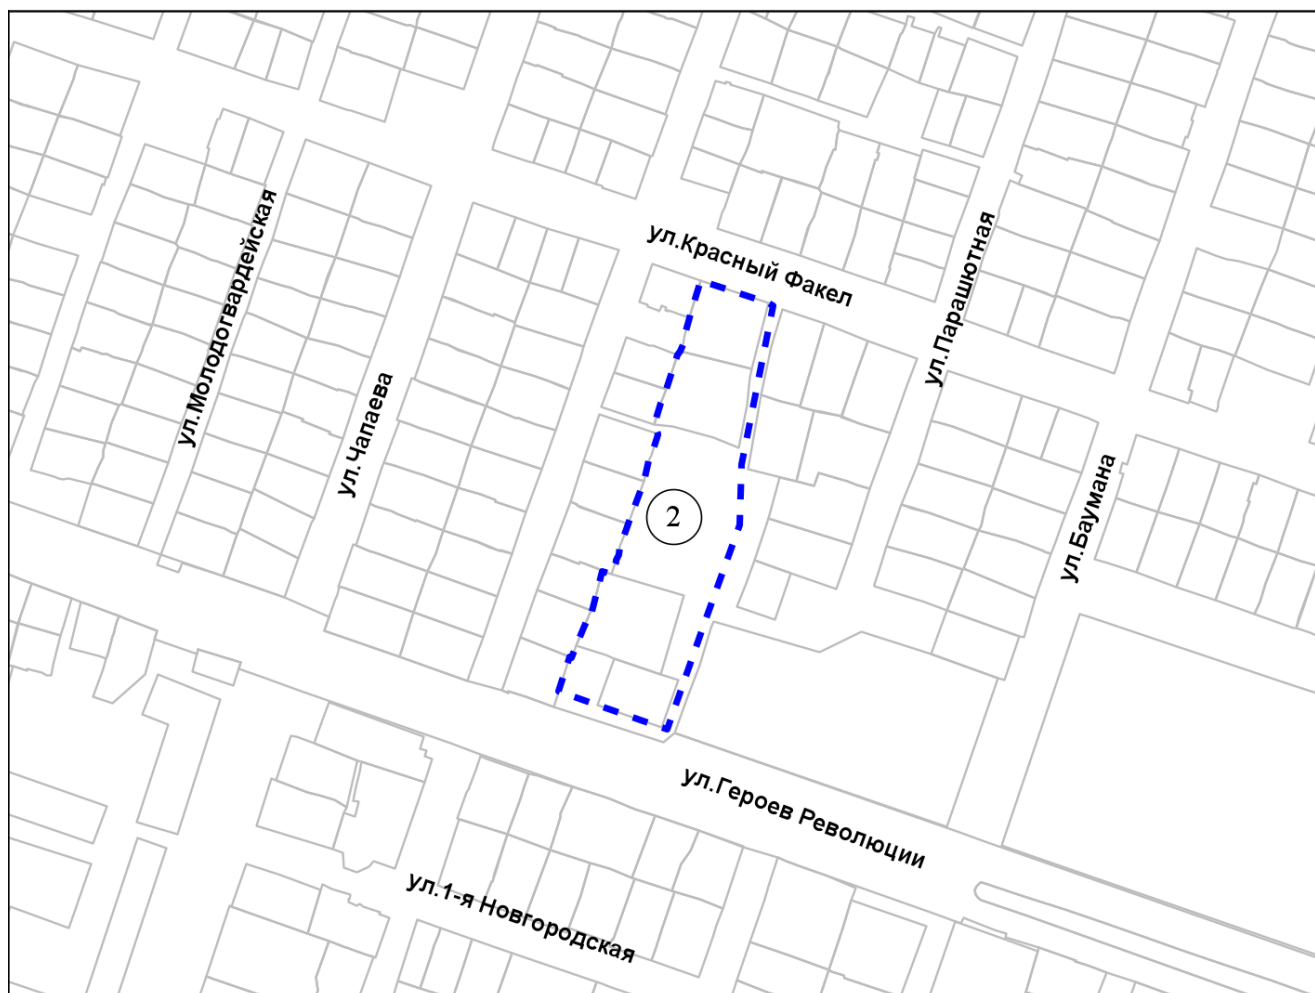 ул.Молодогвардейская
ул.Чапаева
ул.Красный Факел
ул.Парашютная
ул.Баумана
2
ул.Героев Революции
ул.1-я Новгородская